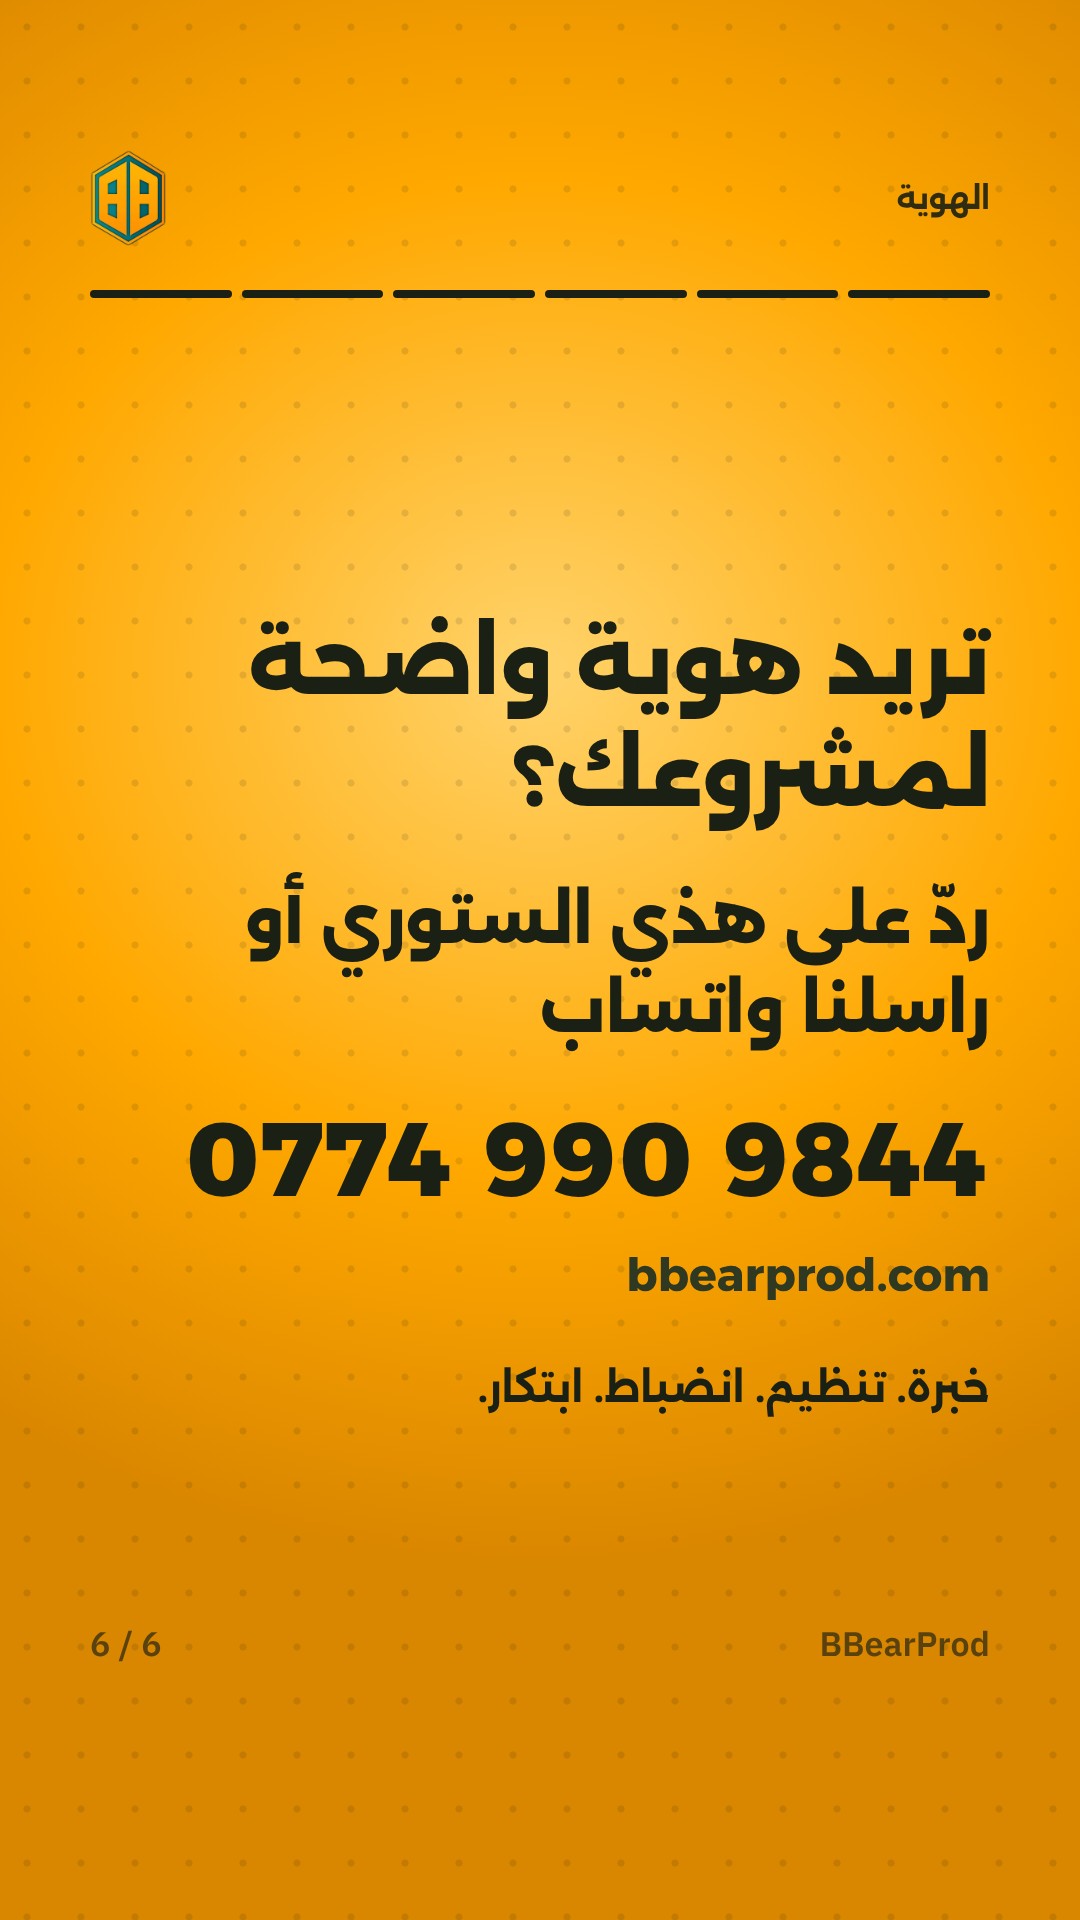 الهوية
تريد هوية واضحة
لمشروعك؟
ردّ على هذي الستوري أو
راسلنا واتساب
0774 990 9844
bbearprod.com
خبرة. تنظيم. انضباط. ابتكار.
BBearProd
6 / 6